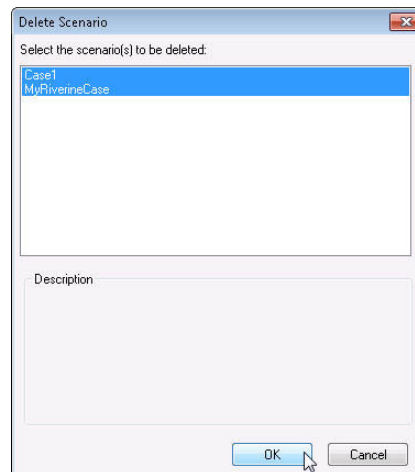 Delete Scenario
Select the scenario(s) to be deleted:
Case1
MyRiverineCase
Description
OK
Cancel